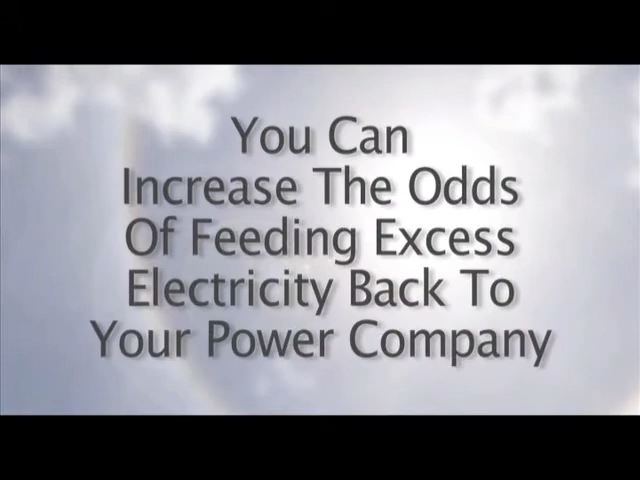 You Can
Increase The Odds
Of Feeding Excess
Electricity Back To
Your Power Company